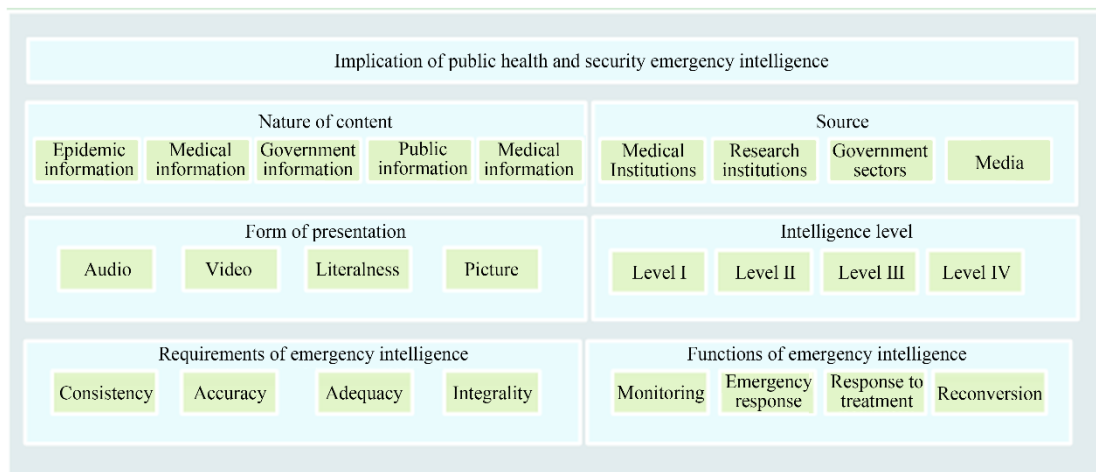 Implication of public health and security emergency intelligence
Nature of content
Epidemic
information
Medical
information
Government
information
Public
information
Medical
information
Source
Medical
Institutions
Research
institutions
Government
sectors
Media
Form of presentation
Audio
Video
Literalness
Picture
Intelligence level
Level I
Level II
Level III
Level IV
Requirements of emergency intelligence
Consistency
Accuracy
Adequacy
Integrality
Functions of emergency intelligence
Monitoring
Emergency
response
Response to
treatment
Reconversion